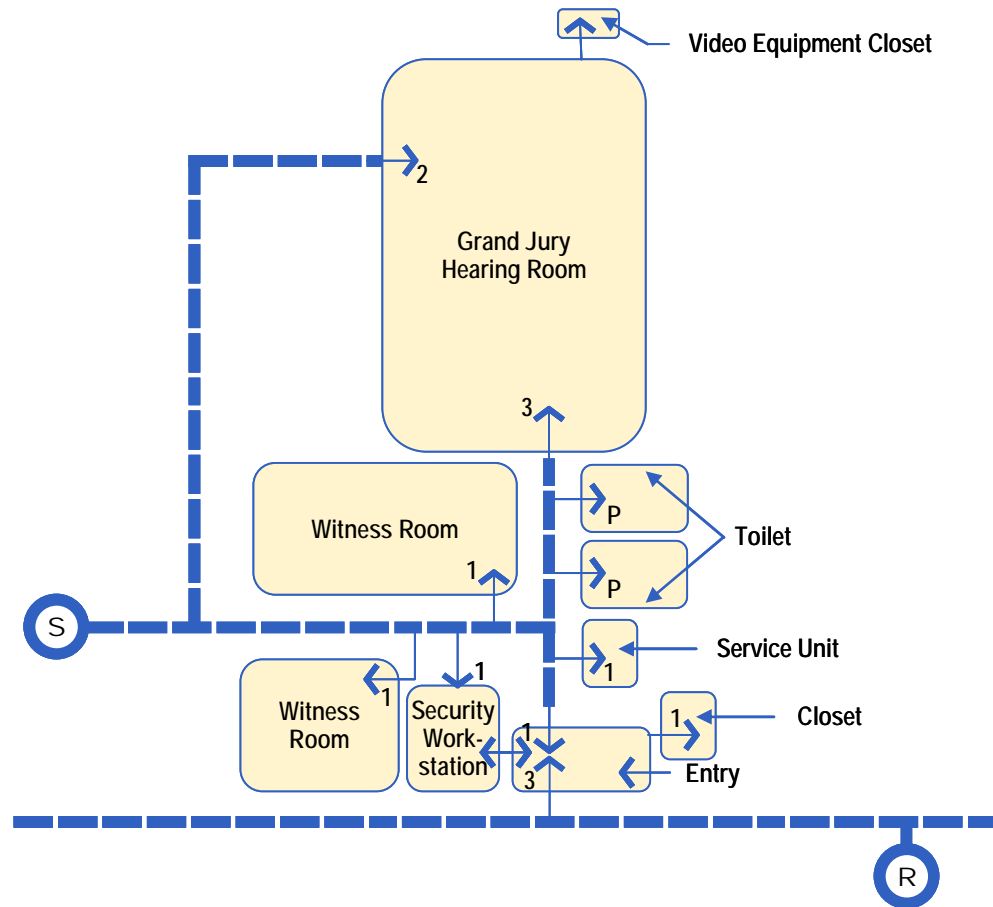 Video Equipment Closet
2
Grand Jury
Hearing Room
3
P
Witness Room
Toilet
1
P
S
Service Unit
1
1
1
Witness
Room
Security
Work-
station
1
Closet
1
3
Entry
R